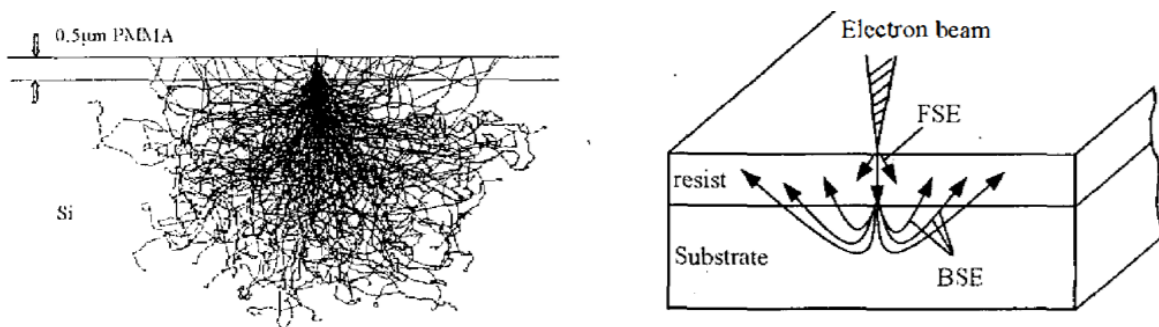 0.5μm PMMA
Si
Electron beam
FSE
resist
Substrate
BSE